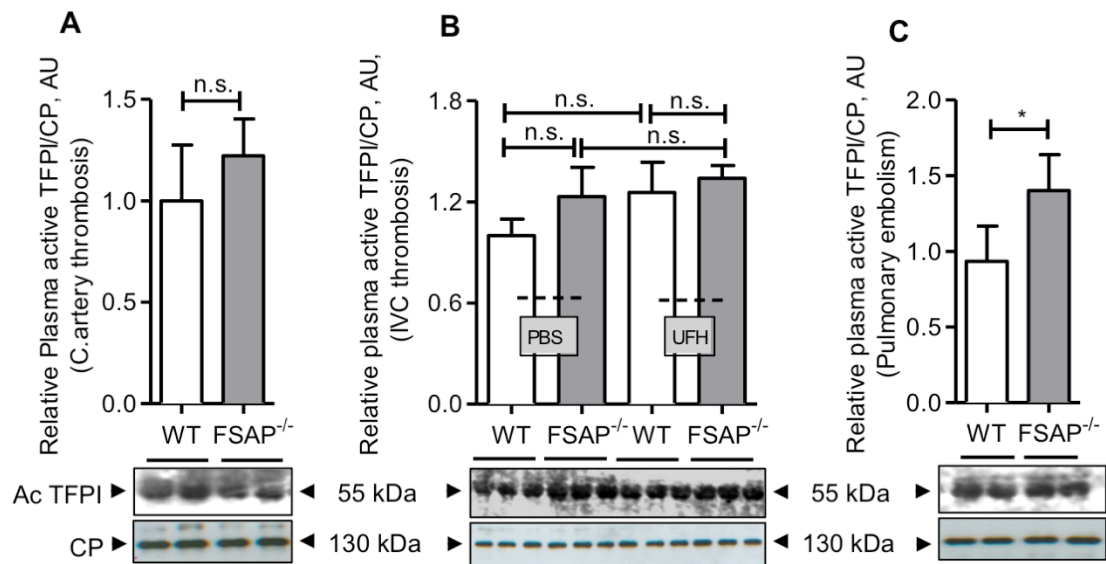 A
Relative Plasma active TFPI/CP, AU
(C.artery thrombosis)
1.5
1.0
0.5
0.0
n.s.
WT FSAP-/-
B
Relative plasma active TFPI/CP, AU,
(IVC thrombosis)
1.8
1.2
0.6
0.0
n.s. n.s.
n.s. n.s.
PBS UFH
WT FSAP-/- WT FSAP-/-
C
Relative plasma active TFPI/CP, AU
(Pulmonary embolism)
2.0
1.5
1.0
0.5
0.0
*
WT FSAP-/-
Ac TFPI 55 kDa 55 kDa
CP 130 kDa 130 kDa